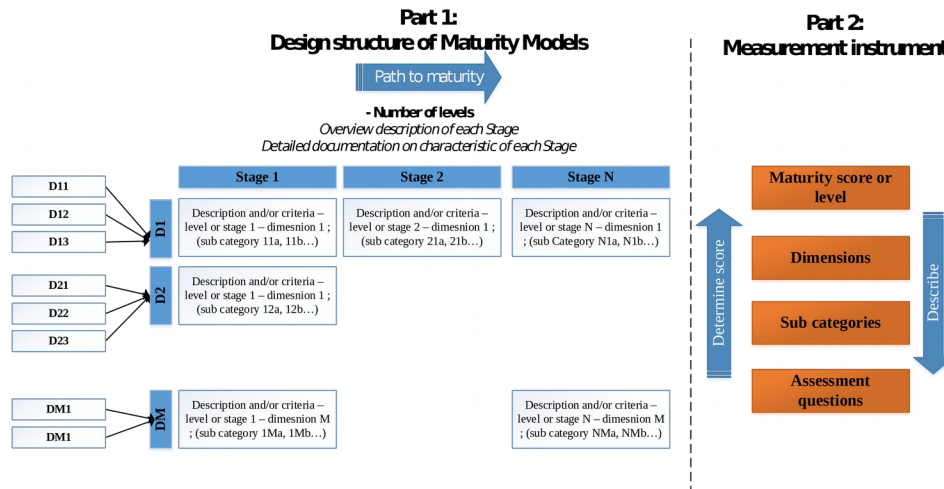 Part 1:
Design structure of Maturity Models
Path to maturity
- Number of levels
Overview description of each Stage
Detailed documentation on characteristic of each Stage
Stage 1
Stage 2
Stage N
D11
D12
D13
D1
Description and/or criteria –
level or stage 1 – dimesnion 1 ;
(sub category 11a, 11b…)
Description and/or criteria –
level or stage 2 – dimesnion 1 ;
(sub category 21a, 21b…)
Description and/or criteria –
level or stage N – dimesnion 1
; (sub Category N1a, N1b…)
D21
D22
D23
D2
Description and/or criteria –
level or stage 1 – dimesnion 1 ;
(sub category 12a, 12b…)
DM1
DM1
DM
Description and/or criteria –
level or stage 1 – dimesnion M
; (sub category 1Ma, 1Mb…)
Description and/or criteria –
level or stage N – dimesnion M
; (sub category NMa, NMb…)
Part 2:
Measurement instrument
Determine score
Maturity score or
level
Dimensions
Sub categories
Assessment
questions
Describe